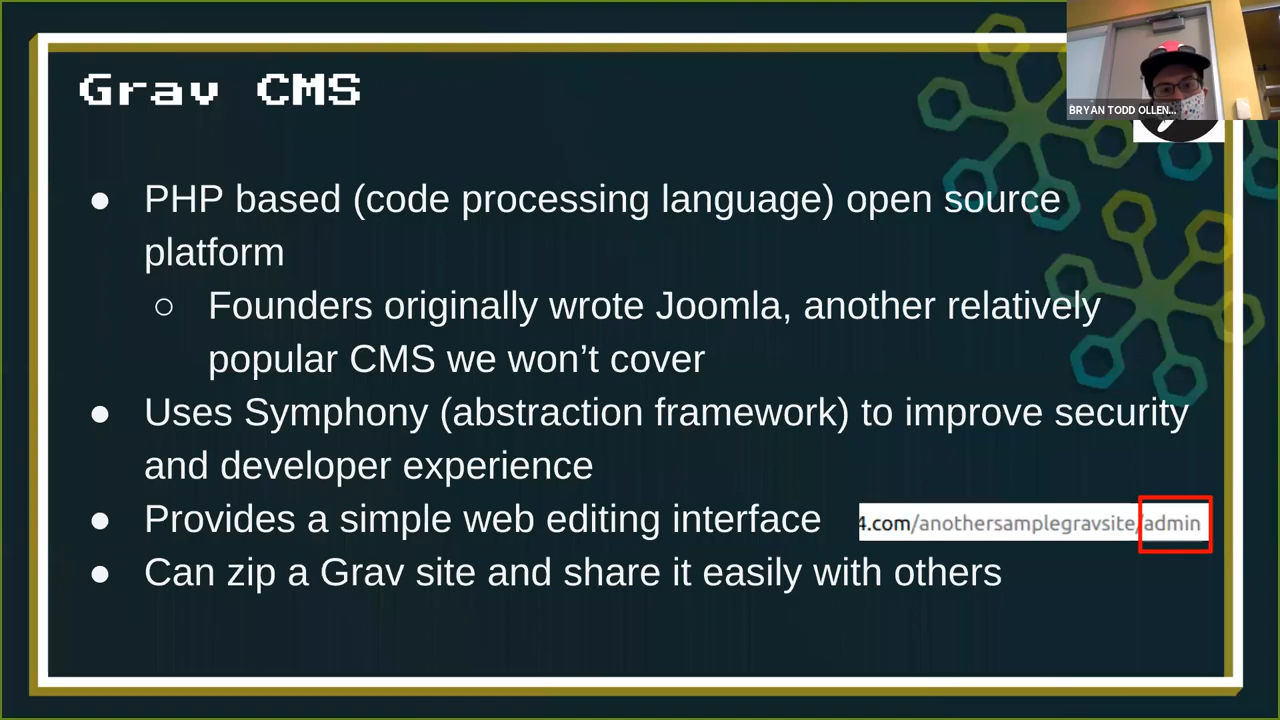 Grav CMS
BRYAN TODD OLLEN...
● PHP based (code processing language) open source
platform
○ Founders originally wrote Joomla, another relatively
popular CMS we won’t cover
● Uses Symphony (abstraction framework) to improve security
and developer experience
● Provides a simple web editing interface
4.com/anothersamplegravsite/admin
● Can zip a Grav site and share it easily with others